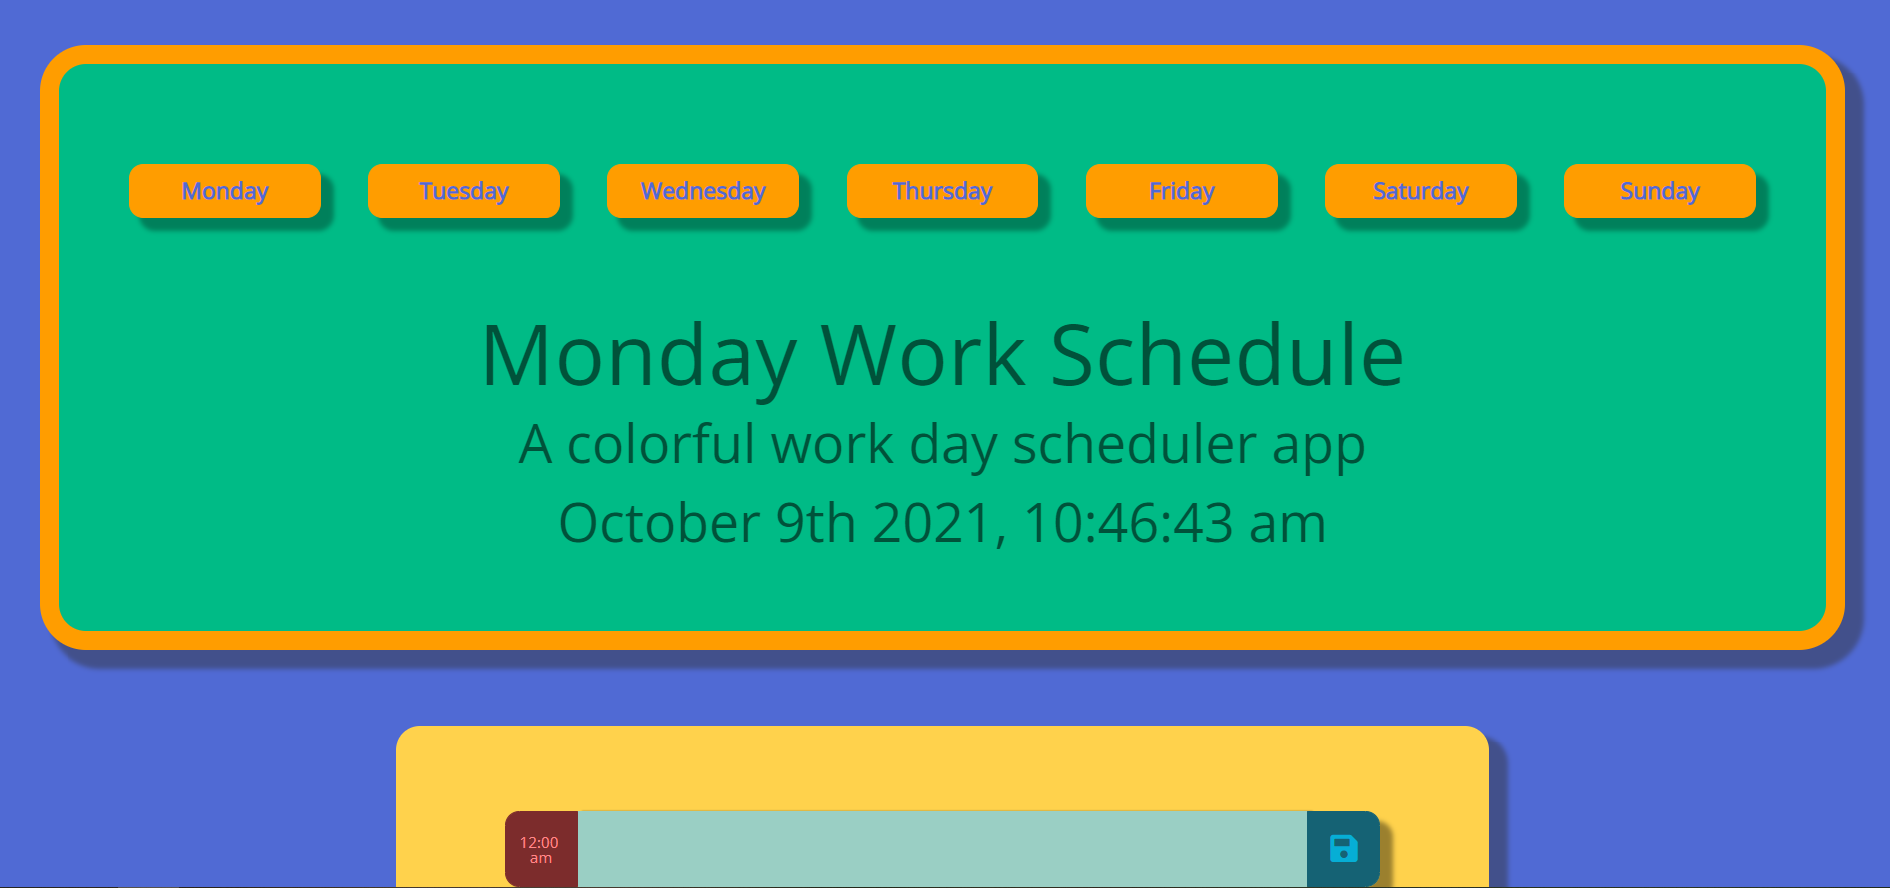 Monday Tuesday Wednesday Thursday Friday Saturday Sunday
Monday Work Schedule
A colorful work day scheduler app
October 9th 2021, 10:46:43 am
12:00
am